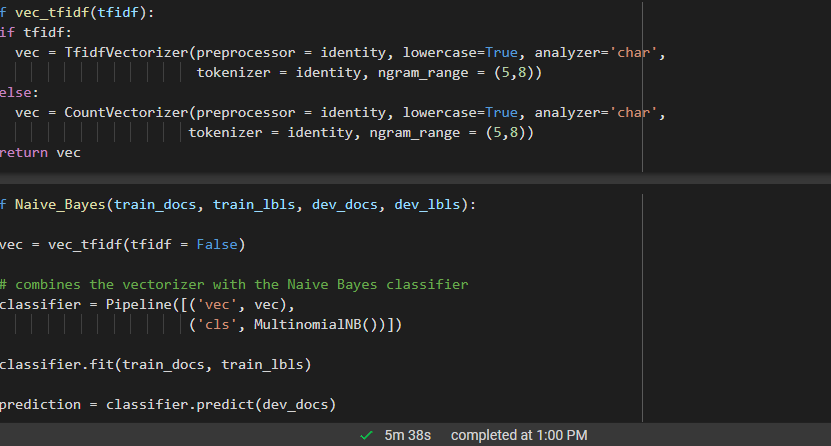 f vec_tfidf(tfidf):
if tfidf:
vec = TfidfVectorizer(preprocessor = identity, lowercase=True, analyzer='char',
tokenizer = identity, ngram_range = (5,8))
else:
vec = CountVectorizer(preprocessor = identity, lowercase=True, analyzer='char',
tokenizer = identity, ngram_range = (5,8))
return vec
f Naive_Bayes(train_docs, train_lbls, dev_docs, dev_lbls):
vec = vec_tfidf(tfidf = False)
# combines the vectorizer with the Naive Bayes classifier
classifier = Pipeline([('vec', vec),
('cls', MultinomialNB())])
classifier.fit(train_docs, train_lbls)
prediction = classifier.predict(dev_docs)
5m 38s completed at 1:00 PM